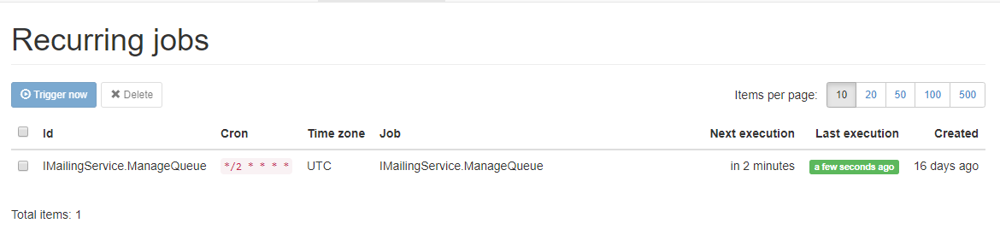 Recurring jobs
Trigger now Delete Items per page: 10 20 50 100 500
Id Cron Time zone Job Next execution Last execution Created
IMailingService.ManageQueue */2 * * * * UTC IMailingService.ManageQueue in 2 minutes a few seconds ago 16 days ago
Total items: 1